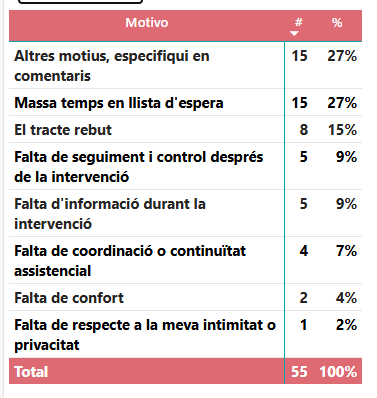 Motivo # %
Altres motius, especifiqui en 15 27%
comentaris
Massa temps en llista d'espera 15 27%
El tracte rebut 8 15%
Falta de seguiment i control després 5 9%
de la intervenció
Falta d'informació durant la 5 9%
intervenció
Falta de coordinació o continuïtat 4 7%
assistencial
Falta de confort 2 4%
Falta de respecte a la meva intimitat o 1 2%
privacitat
Total 55 100%